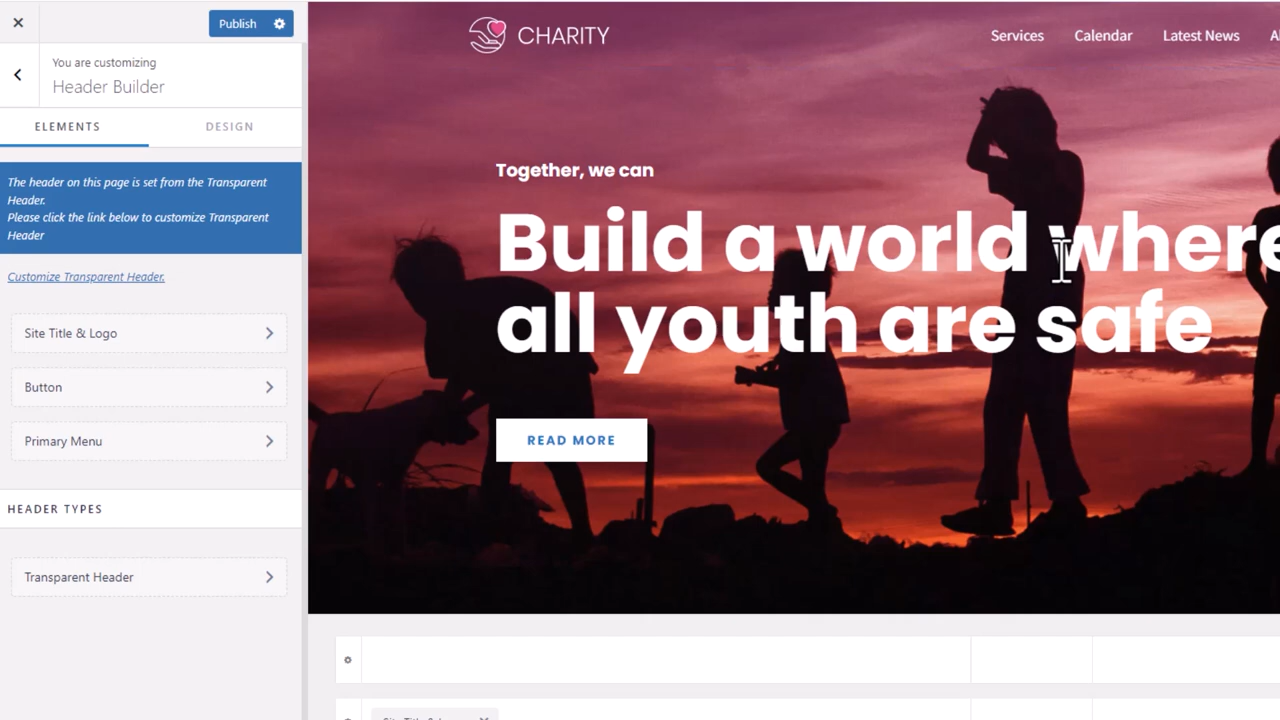 Publish
You are customizing
Header Builder
ELEMENTS DESIGN
The header on this page is set from the Transparent
Header.
Please click the link below to customize Transparent
Header
Customize Transparent Header.
Site Title & Logo
Button
Primary Menu
HEADER TYPES
Transparent Header
CHARITY
Services Calendar Latest News
Together, we can
Build a world where
all youth are safe
READ MORE